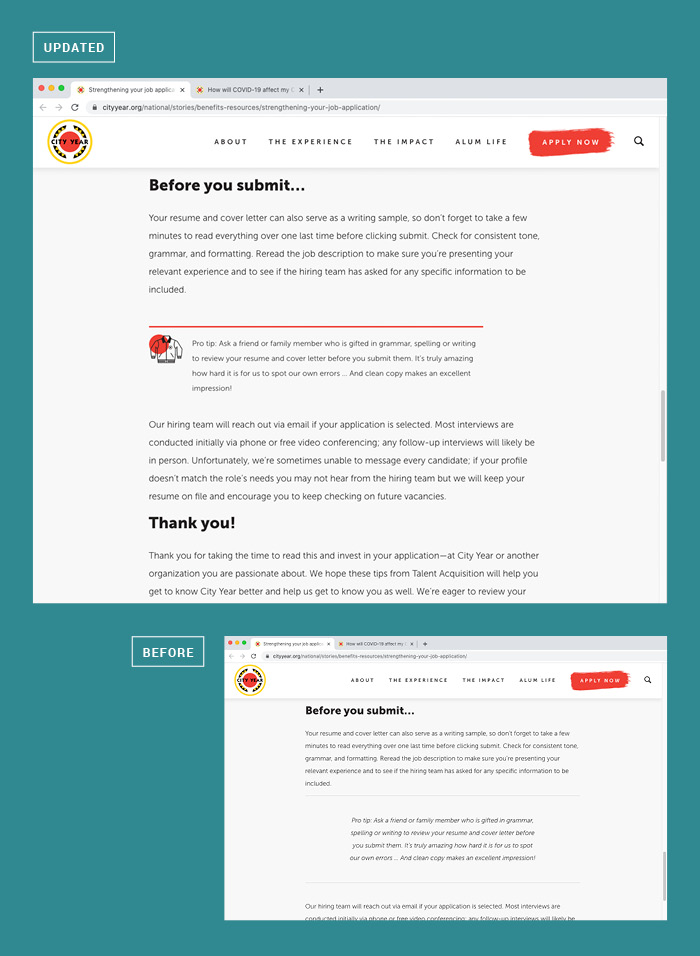 UPDATED
Strengthening your job applic
How will COVID-19 affect my
cityyear.org/national/stories/benefits-resources/strengthening-your-job-application/
CITY YEAR
ABOUT THE EXPERIENCE THE IMPACT ALUM LIFE APPLY NOW
Before you submit...
Your resume and cover letter can also serve as a writing sample, so don't forget to take a few
minutes to read everything over one last time before clicking submit. Check for consistent tone,
grammar, and formatting. Reread the job description to make sure you're presenting your
relevant experience and to see if the hiring team has asked for any specific information to be
included.
Pro tip: Ask a friend or family member who is gifted in grammar, spelling or writing
to review your resume and cover letter before you submit them. It's truly amazing
how hard it is for us to spot our own errors ... And clean copy makes an excellent
impression!
Our hiring team will reach out via email if your application is selected. Most interviews are
conducted initially via phone or free video conferencing; any follow-up interviews will likely be
in person. Unfortunately, we're sometimes unable to message every candidate; if your profile
doesn't match the role's needs you may not hear from the hiring team but we will keep your
resume on file and encourage you to keep checking on future vacancies.
Thank you!
Thank you for taking the time to read this and invest in your application—at City Year or another
organization you are passionate about. We hope these tips from Talent Acquisition will help you
get to know City Year better and help us get to know you as well. We're eager to review your
BEFORE
Strengthening your job applic
How will COVID-19 affect my
cityyear.org/national/stories/benefits-resources/strengthening-your-job-application/
CITY YEAR
ABOUT THE EXPERIENCE THE IMPACT ALUM LIFE APPLY NOW
Before you submit...
Your resume and cover letter can also serve as a writing sample, so don't forget to take a few
minutes to read everything over one last time before clicking submit. Check for consistent tone,
grammar, and formatting. Reread the job description to make sure you're presenting your
relevant experience and to see if the hiring team has asked for any specific information to be
included.
Pro tip: Ask a friend or family member who is gifted in grammar,
spelling or writing to review your resume and cover letter before
you submit them. It's truly amazing how hard it is for us to spot
our own errors ... And clean copy makes an excellent impression!
Our hiring team will reach out via email if your application is selected. Most interviews are
conducted initially via phone or free video conferencing; any follow-up interviews will likely be